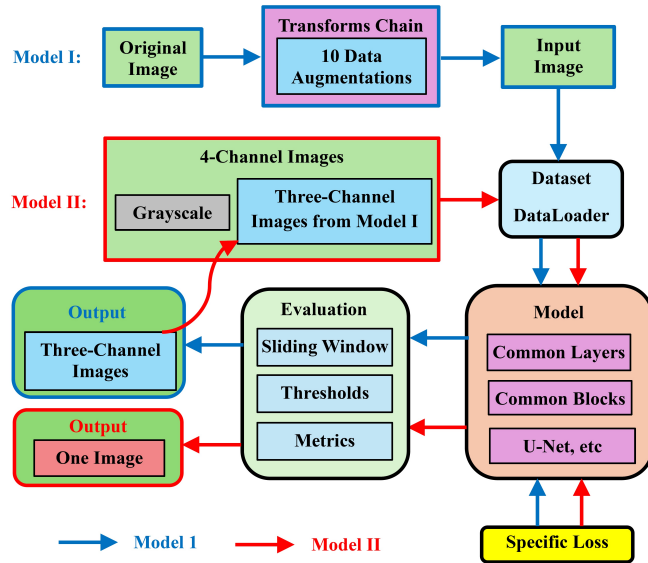 Model I:
Original
Image
Transforms Chain
10 Data
Augmentations
Input
Image
Model II:
4-Channel Images
Grayscale
Three-Channel
Images from Model I
Dataset
DataLoader
Output
Three-Channel
Images
Evaluation
Sliding Window
Thresholds
Metrics
Model
Common Layers
Common Blocks
U-Net, etc
Output
One Image
Model 1
Model II
Specific Loss